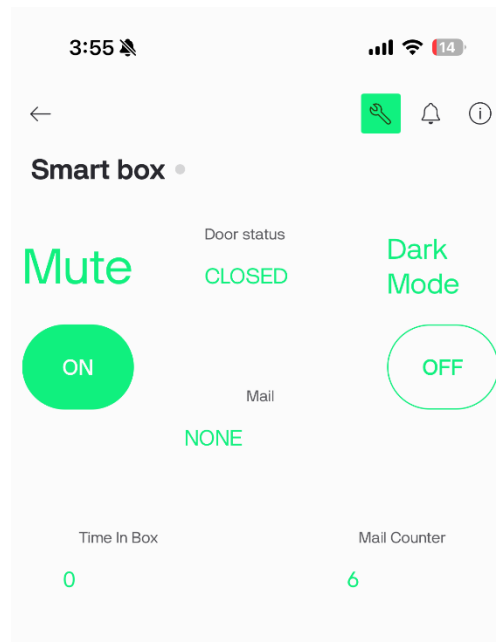 3:55
14
Smart box
Door status
Mute
CLOSED
Dark
Mode
ON
OFF
Mail
NONE
Time In Box
Mail Counter
0
6